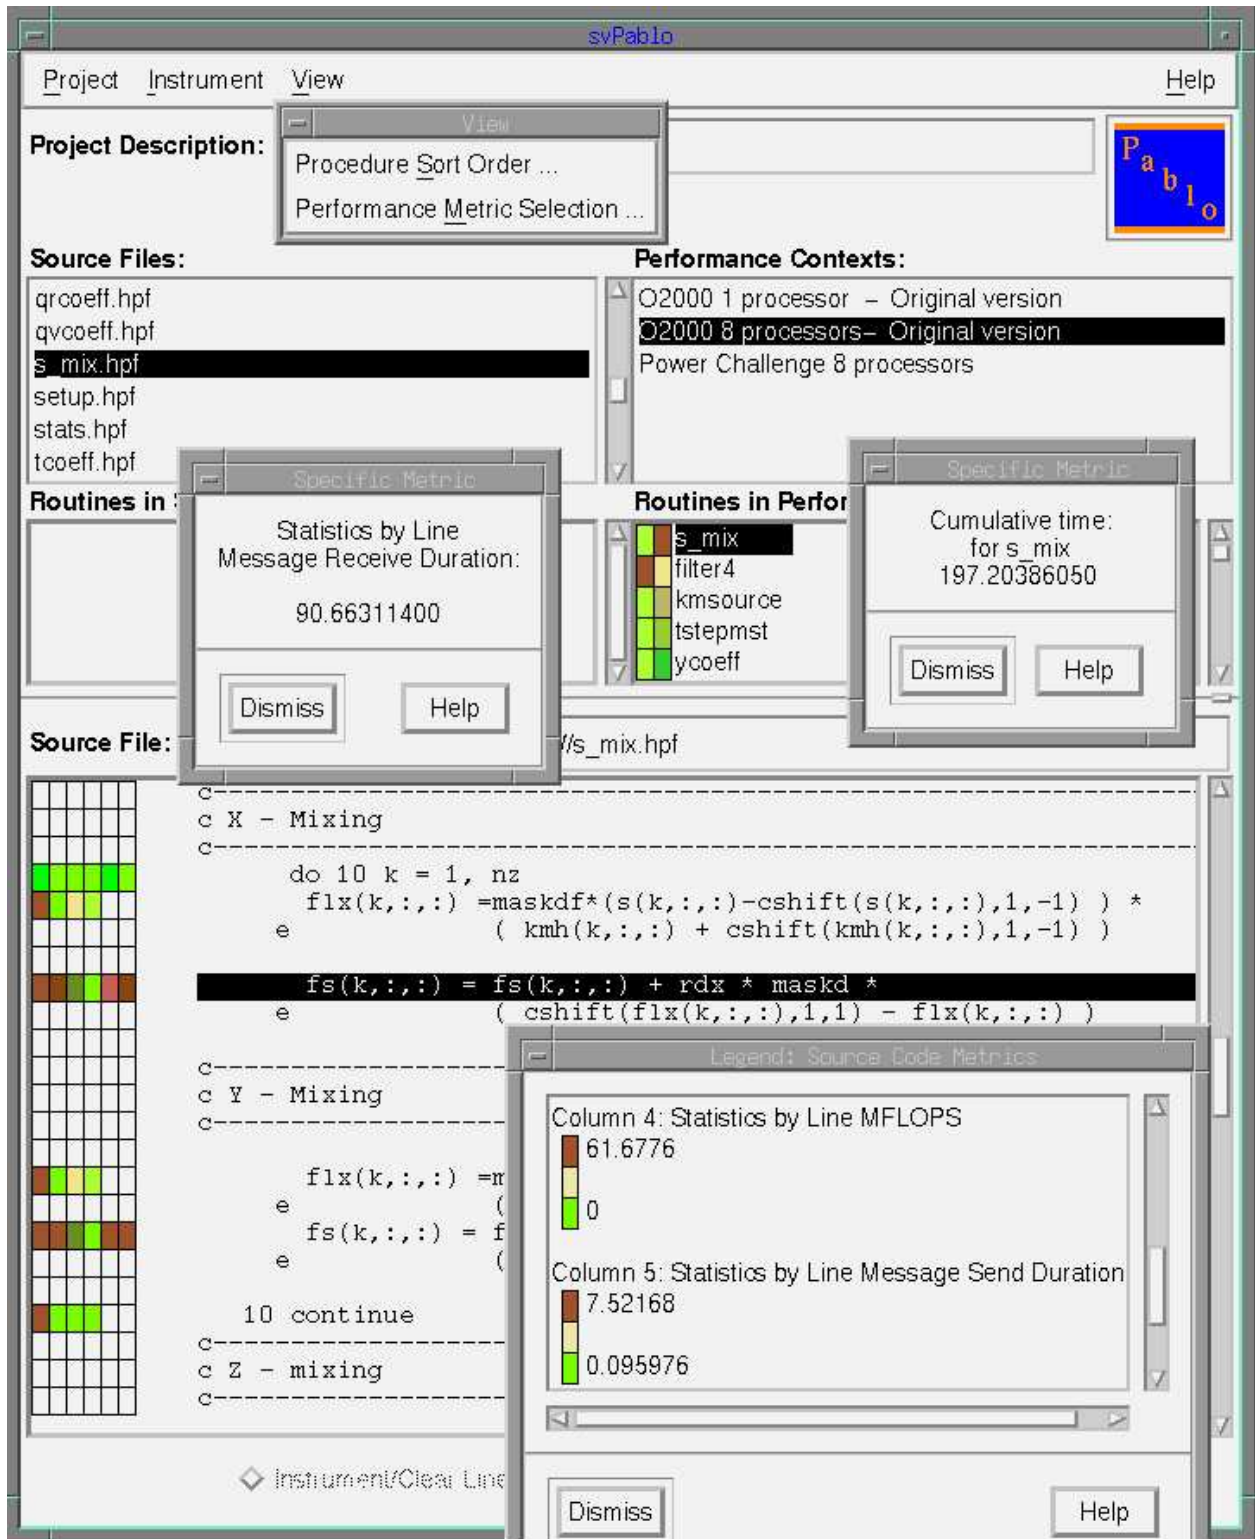 svPablo
Project Instrument View Help
View
Project Description:
Procedure Sort Order ...
Performance Metric Selection ...
Pablo
Source Files:
Performance Contexts:
qrcoeff.hpf
qvcoeff.hpf
s_mix.hpf
setup.hpf
stats.hpf
tcoeff.hpf
O2000 1 processor – Original version
O2000 8 processors– Original version
Power Challenge 8 processors
Routines in
Specific Metric
Statistics by Line
Message Receive Duration:
90.66311400
Dismiss Help
Routines in Perfor
s_mix
filter4
kmsource
tstepmst
ycoeff
Specific Metric
Cumulative time:
for s_mix
197.20386050
Dismiss Help
Source File:
//s_mix.hpf
c--------------------------------------------------------------
c X – Mixing
c--------------------------------------------------------------
do 10 k = 1, nz
flx(k,:,:) =maskdf*(s(k,:,:)-cshift(s(k,:,:),1,-1) ) *
e ( kmh(k,:,:) + cshift(kmh(k,:,:),1,-1) )
fs(k,:,:) = fs(k,:,:) + rdx * maskd *
e ( cshift(flx(k,:,:),1,1) – flx(k,:,:) )
c------------------
c Y – Mixing
c------------------
flx(k,:,:) =m
e (
fs(k,:,:) = f
e (
10 continue
c------------------
c Z – mixing
c------------------
Legend: Source Code Metrics
Column 4: Statistics by Line MFLOPS
61.6776
0
Column 5: Statistics by Line Message Send Duration
7.52168
0.095976
Dismiss Help
Instrument/Clear Line